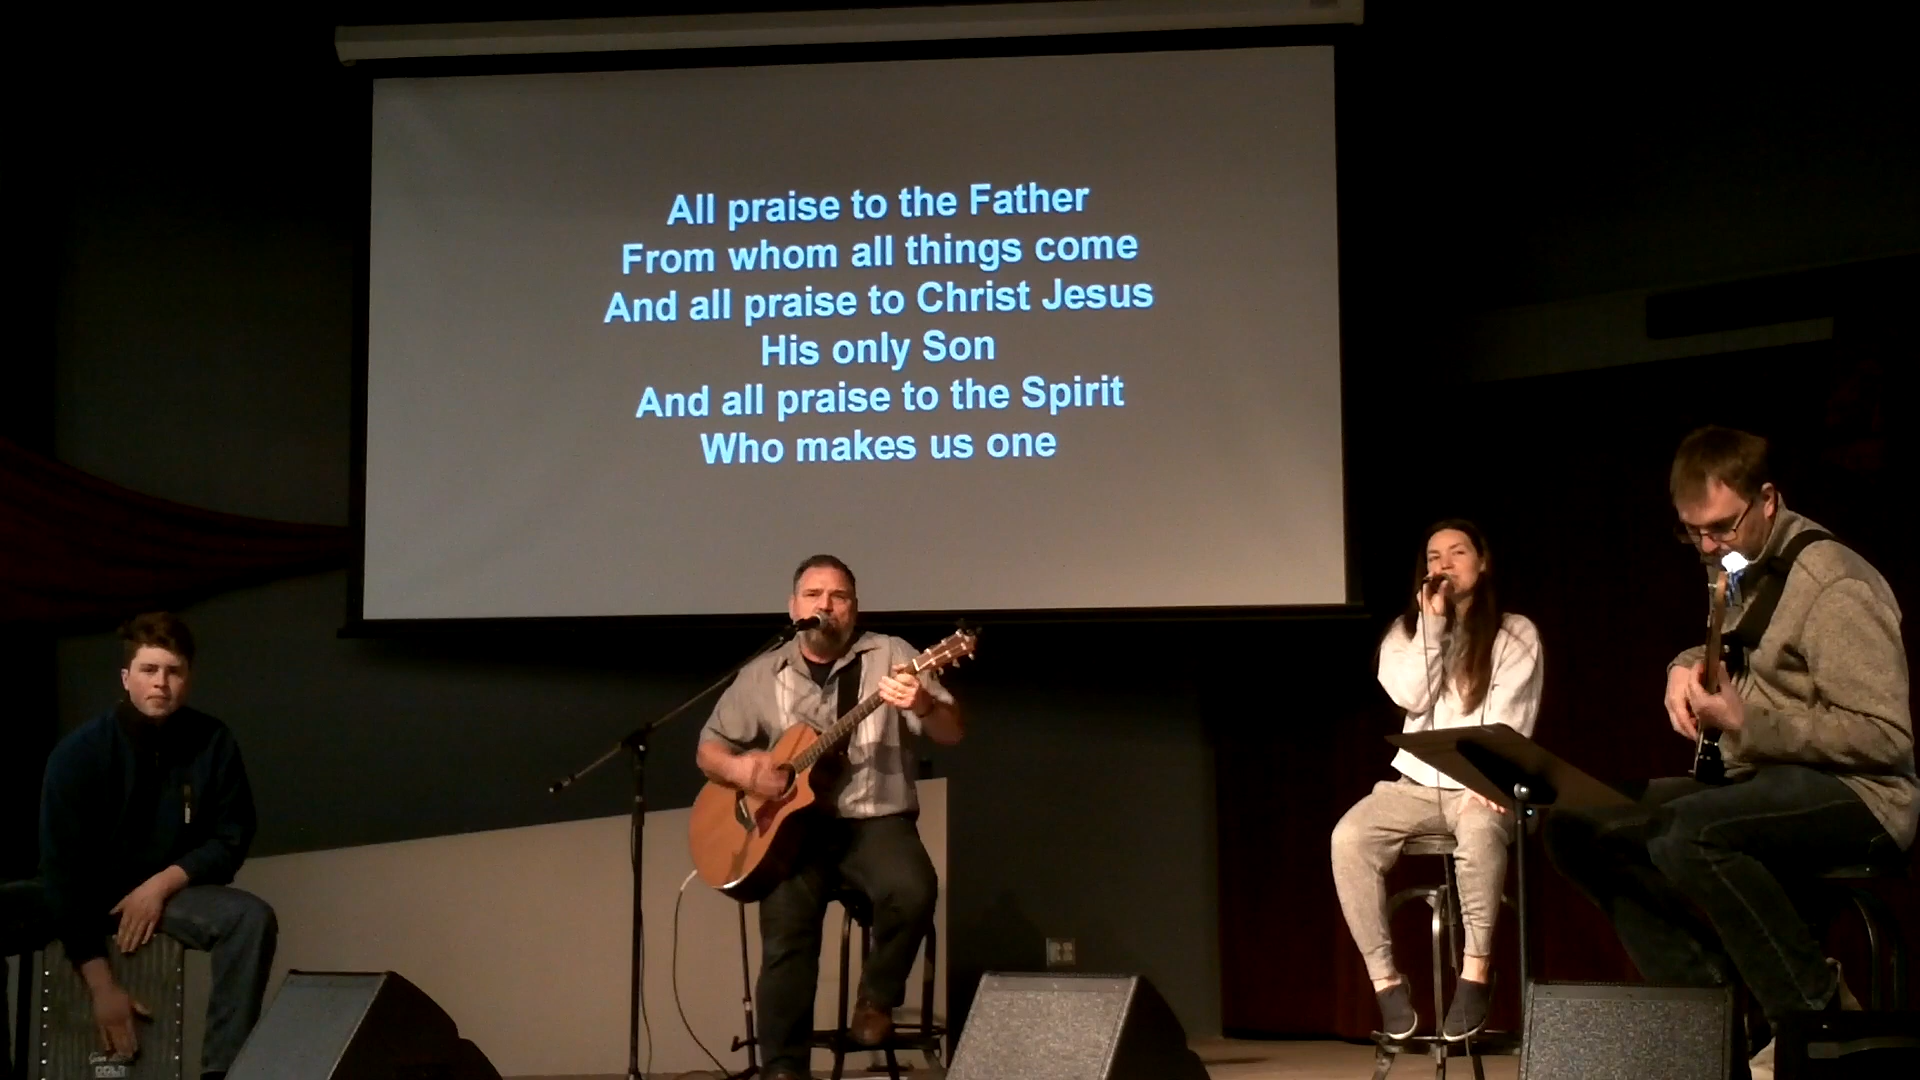 All praise to the Father
From whom all things come
And all praise to Christ Jesus
His only Son
And all praise to the Spirit
Who makes us one